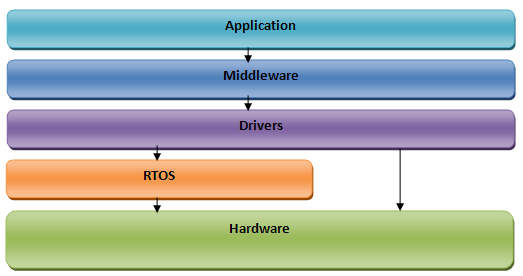 Application
Middleware
Drivers
RTOS
Hardware